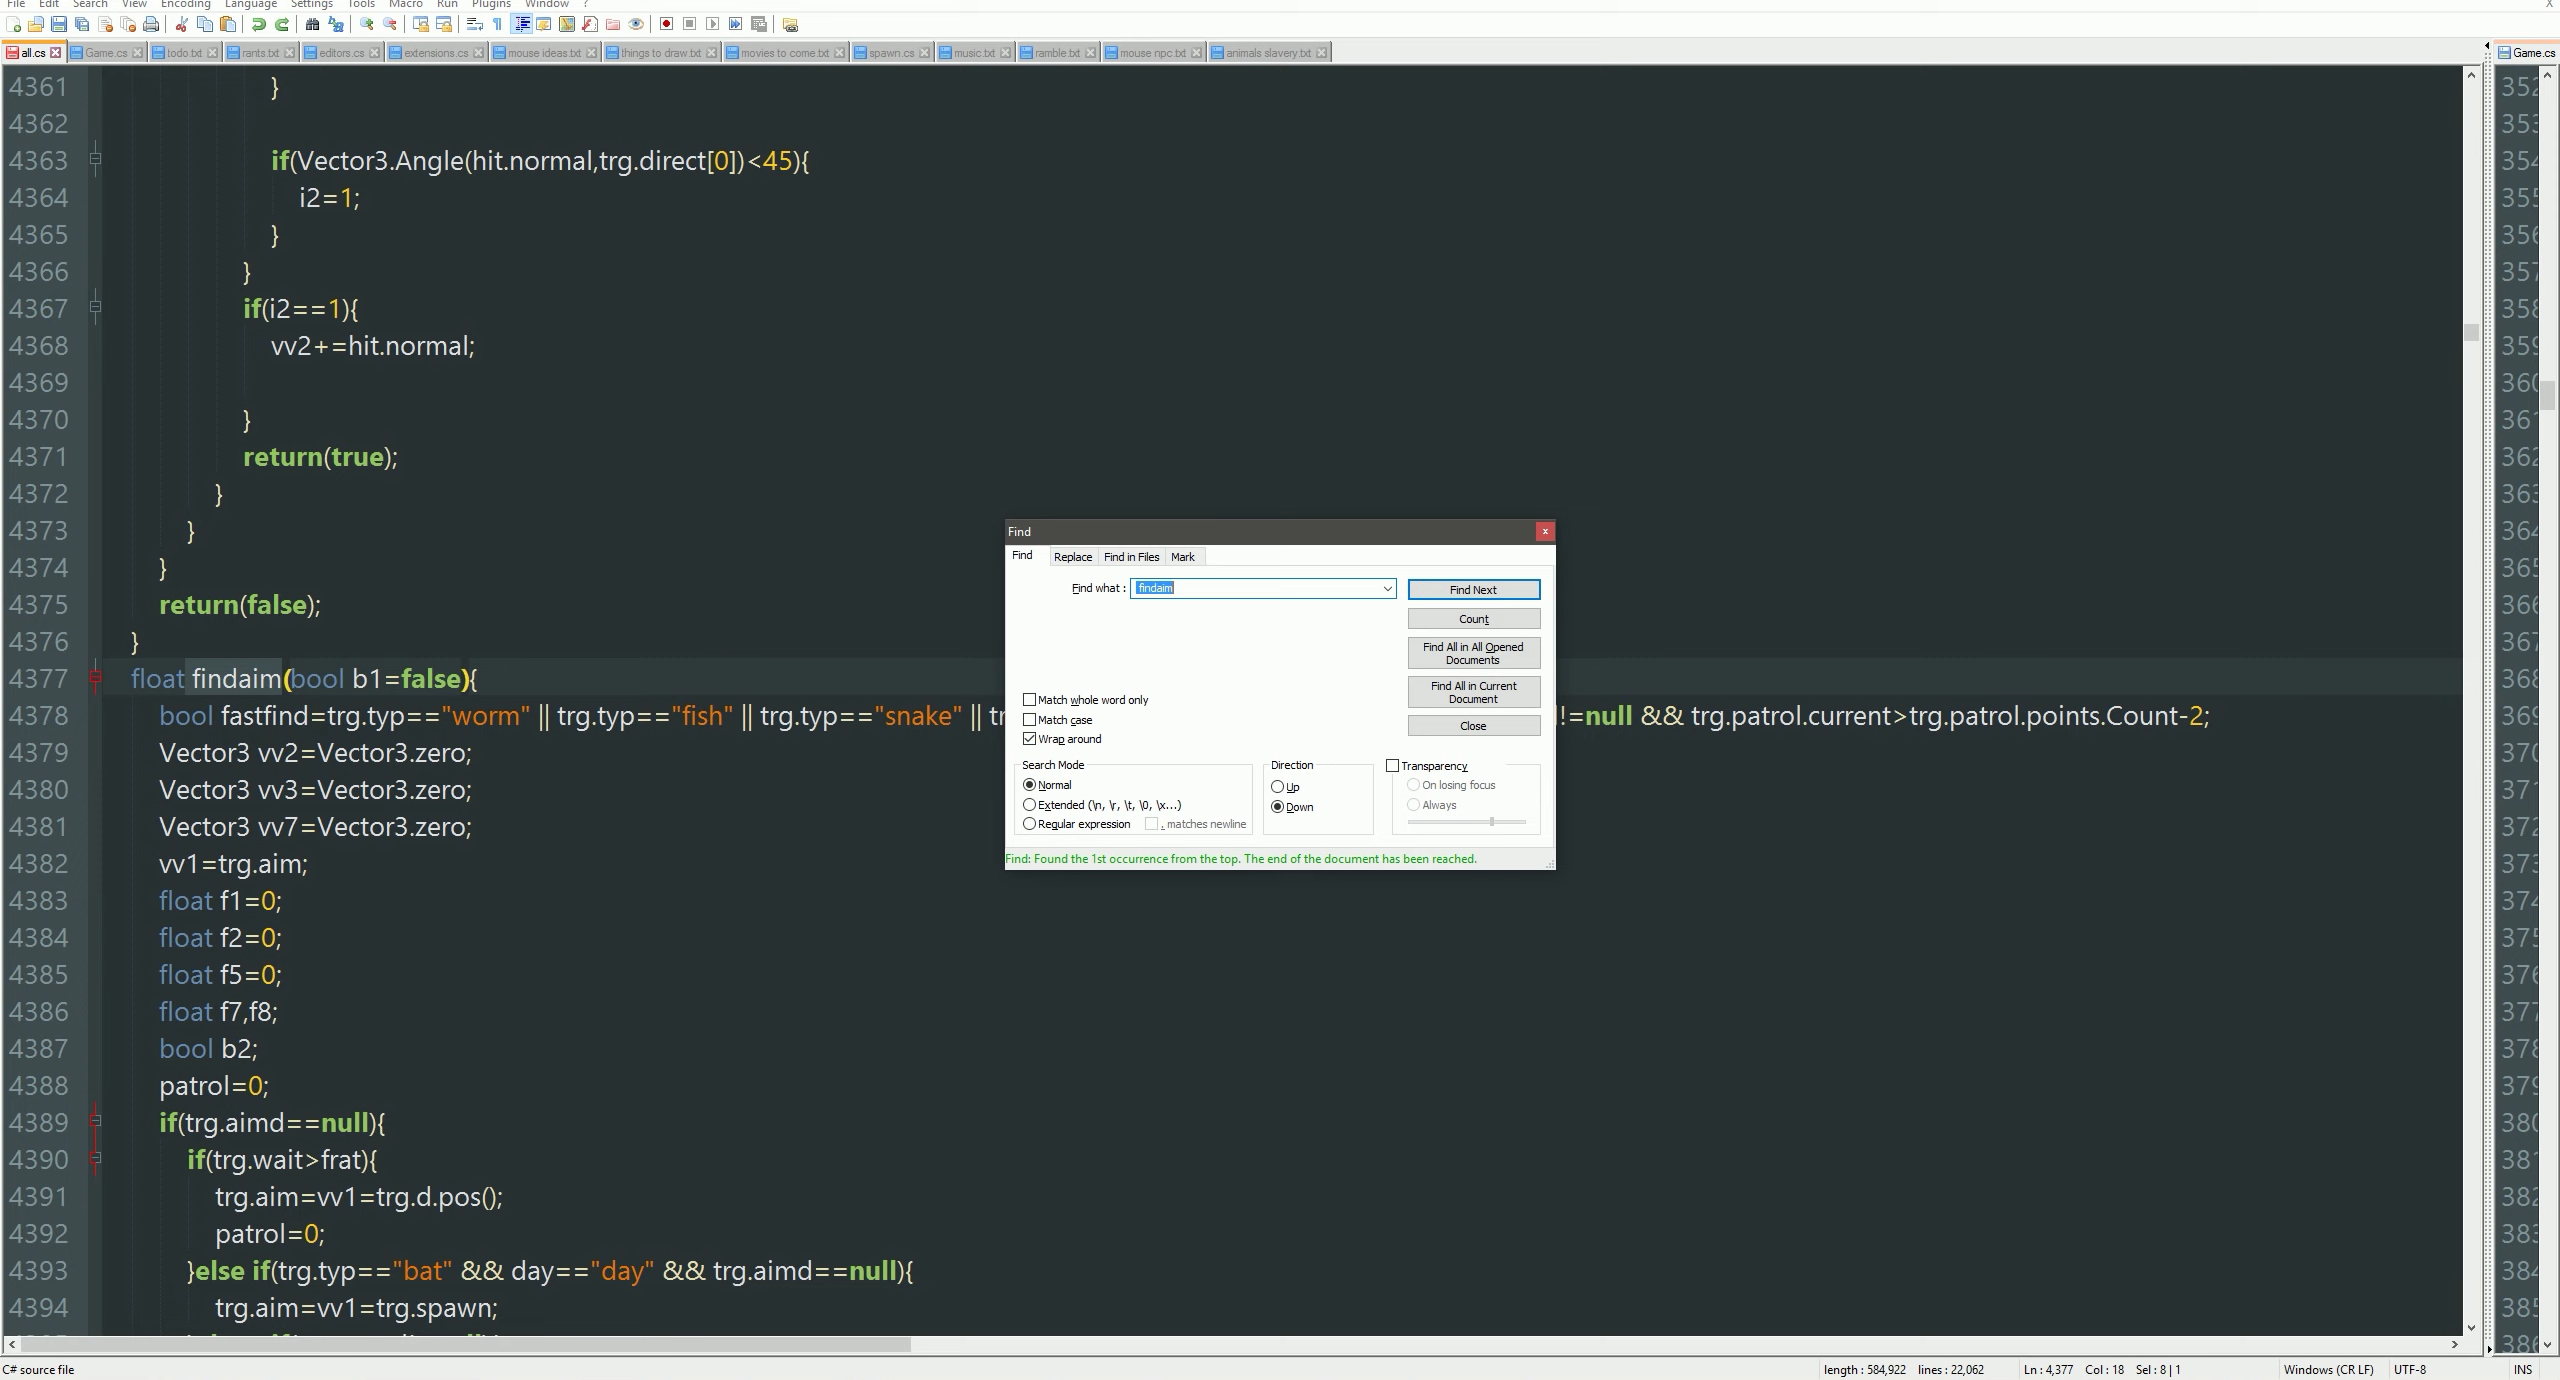 File Edit Search View Encoding Language Settings Tools Macro Run Plugins Window ? X
all.cs Game.cs todo.txt rants.txt editors.cs extensions.cs mouse ideas.txt things to draw.txt movies to come.txt spawn.cs music.txt ramble.txt mouse npc.txt animals slavery.txt Game.cs
4361 }
4362
4363 if(Vector3.Angle(hit.normal,trg.direct[0])<45){
4364 i2=1;
4365 }
4366 }
4367 if(i2==1){
4368 vv2+=hit.normal;
4369
4370 }
4371 return(true);
4372 }
4373 }
4374 }
4375 return(false);
4376 }
4377 float findaim(bool b1=false){
4378 bool fastfind=trg.typ=="worm" || trg.typ=="fish" || trg.typ=="snake" || tr !=null && trg.patrol.current>trg.patrol.points.Count-2;
4379 Vector3 vv2=Vector3.zero;
4380 Vector3 vv3=Vector3.zero;
4381 Vector3 vv7=Vector3.zero;
4382 vv1=trg.aim;
4383 float f1=0;
4384 float f2=0;
4385 float f5=0;
4386 float f7,f8;
4387 bool b2;
4388 patrol=0;
4389 if(trg.aimd==null){
4390 if(trg.wait>frat){
4391 trg.aim=vv1=trg.d.pos();
4392 patrol=0;
4393 }else if(trg.typ=="bat" && day=="day" && trg.aimd==null){
4394 trg.aim=vv1=trg.spawn;
Find x
Find Replace Find in Files Mark
Find what : findaim
Find Next
Count
Find All in All Opened
Documents
Find All in Current
Document
Close
Match whole word only
Match case
Wrap around
Search Mode
Normal
Extended (\n, \r, \t, \0, \x...)
Regular expression . matches newline
Direction
Up
Down
Transparency
On losing focus
Always
Find: Found the 1st occurrence from the top. The end of the document has been reached.
C# source file length : 584,922 lines : 22,062 Ln : 4,377 Col : 18 Sel : 8 | 1 Windows (CR LF) UTF-8 INS